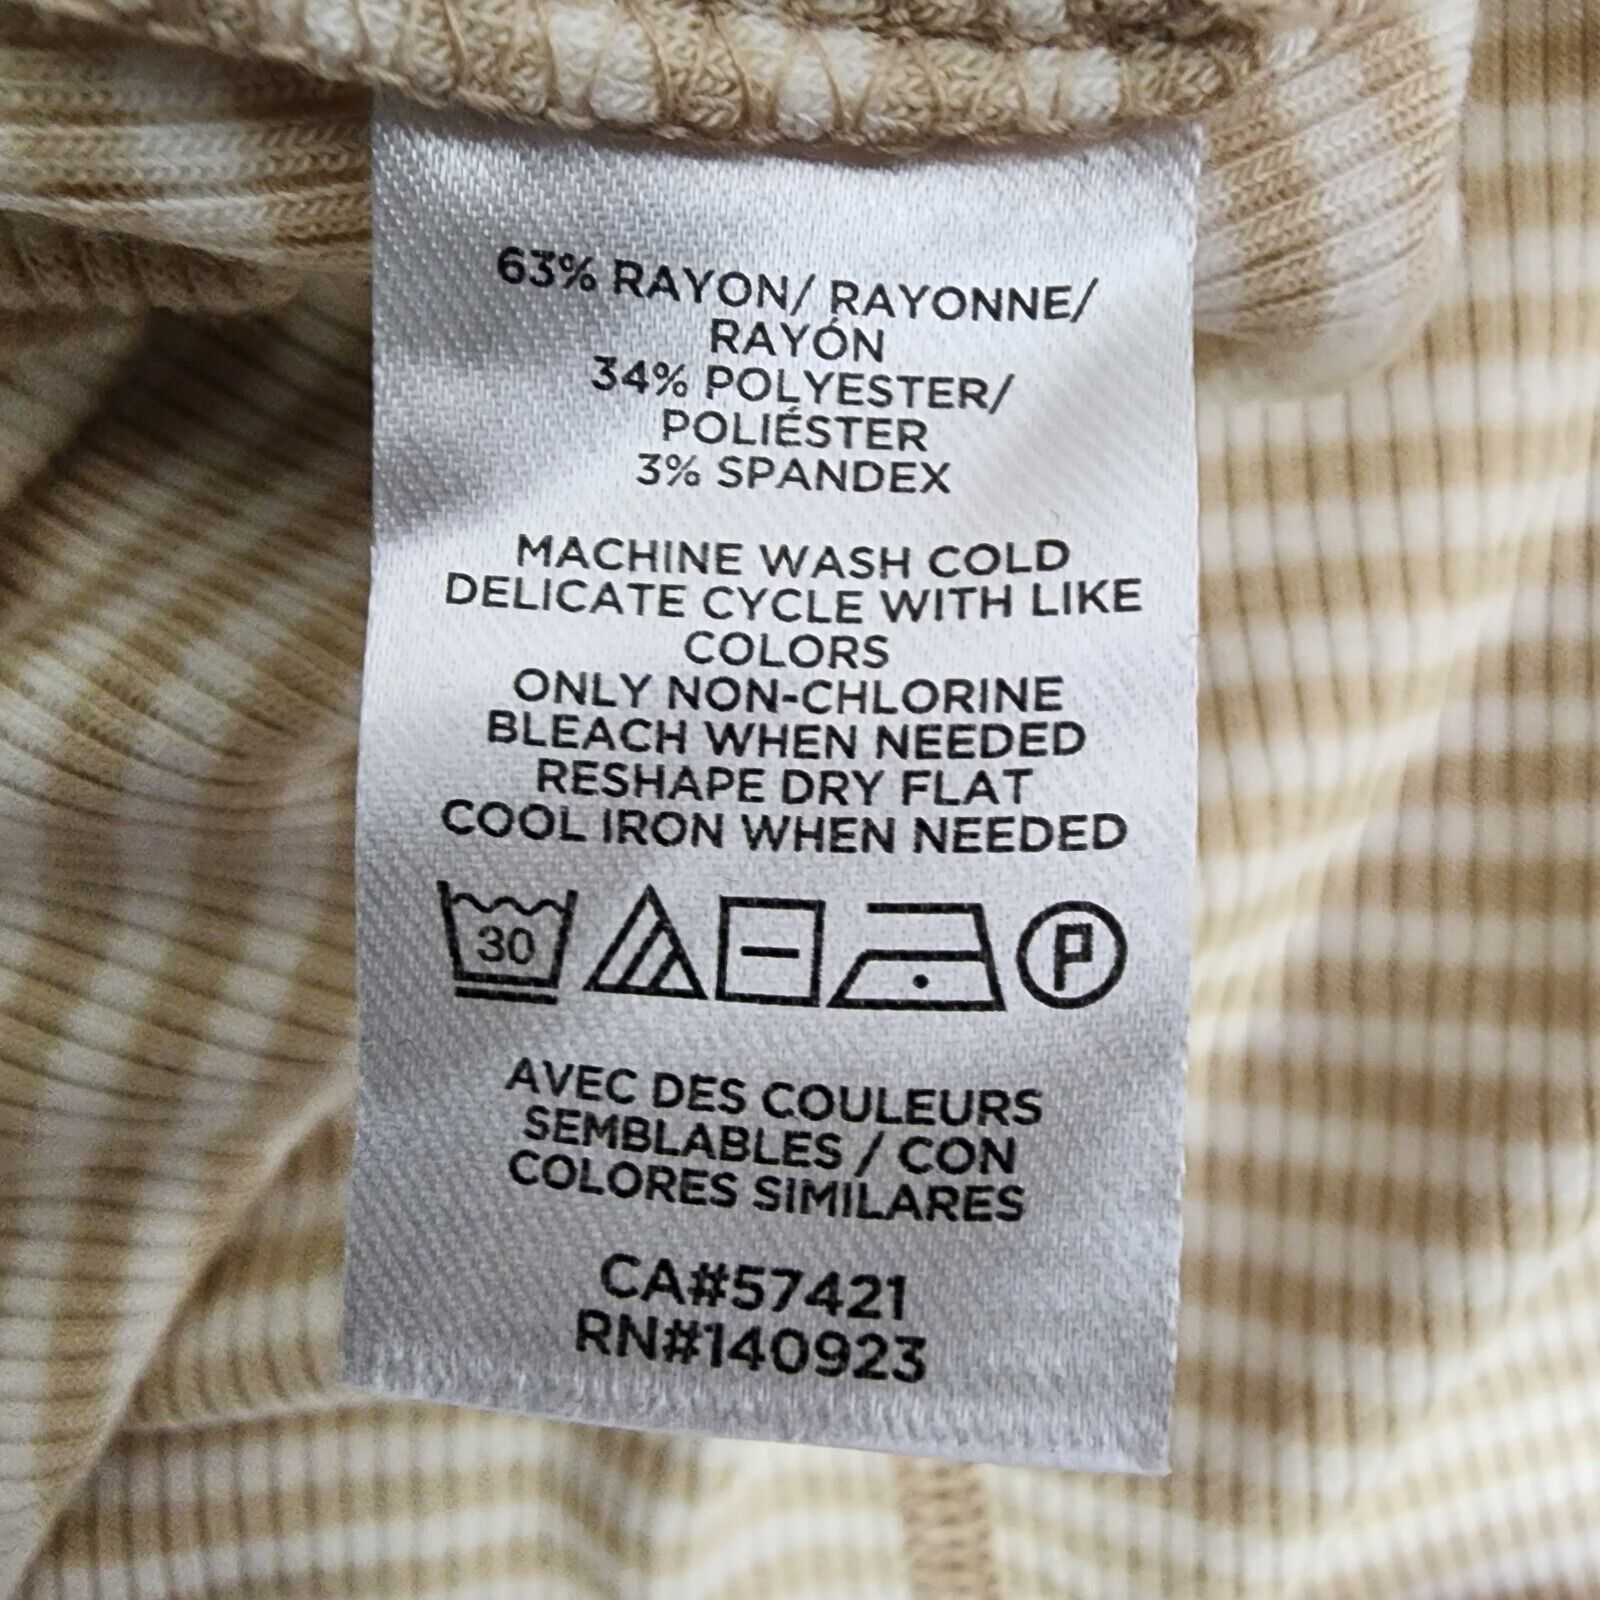 63% RAYON/ RAYONNE/
RAYÓN
34% POLYESTER/
POLIÉSTER
3% SPANDEX
MACHINE WASH COLD
DELICATE CYCLE WITH LIKE
COLORS
ONLY NON-CHLORINE
BLEACH WHEN NEEDED
RESHAPE DRY FLAT
COOL IRON WHEN NEEDED
30 P
AVEC DES COULEURS
SEMBLABLES / CON
COLORES SIMILARES
CA#57421
RN#140923